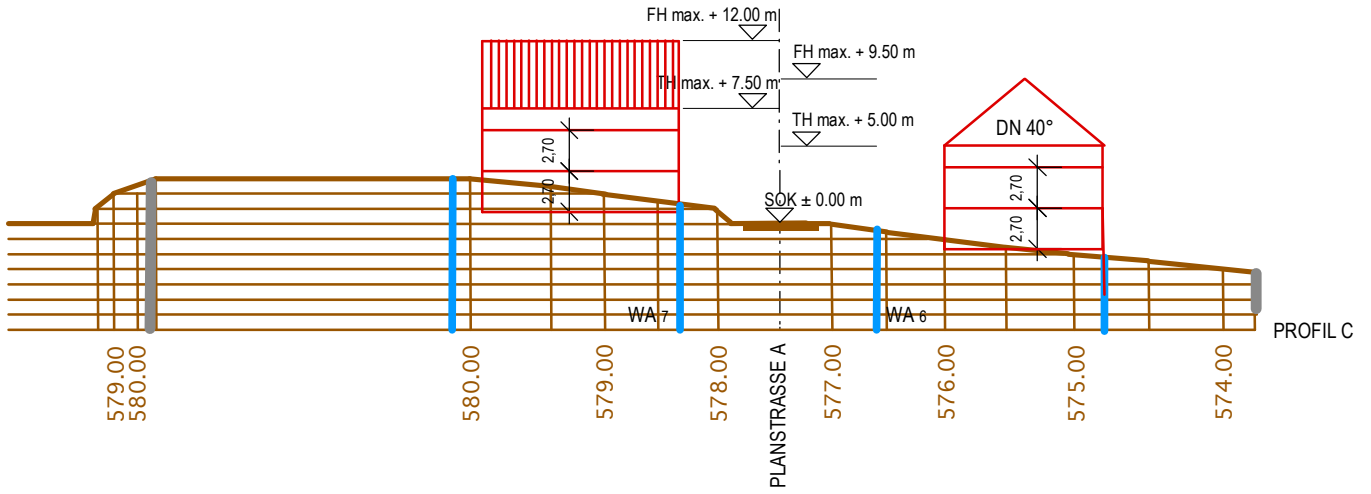 FH max. + 12.00 m
FH max. + 9.50 m
TH max. + 7.50 m
TH max. + 5.00 m
DN 40°
2,70
2,70
2,70
2,70
SOK ± 0.00 m
WA 7
WA 6
PROFIL C
579.00
580.00
580.00
579.00
578.00
PLANSTRASSE A
577.00
576.00
575.00
574.00